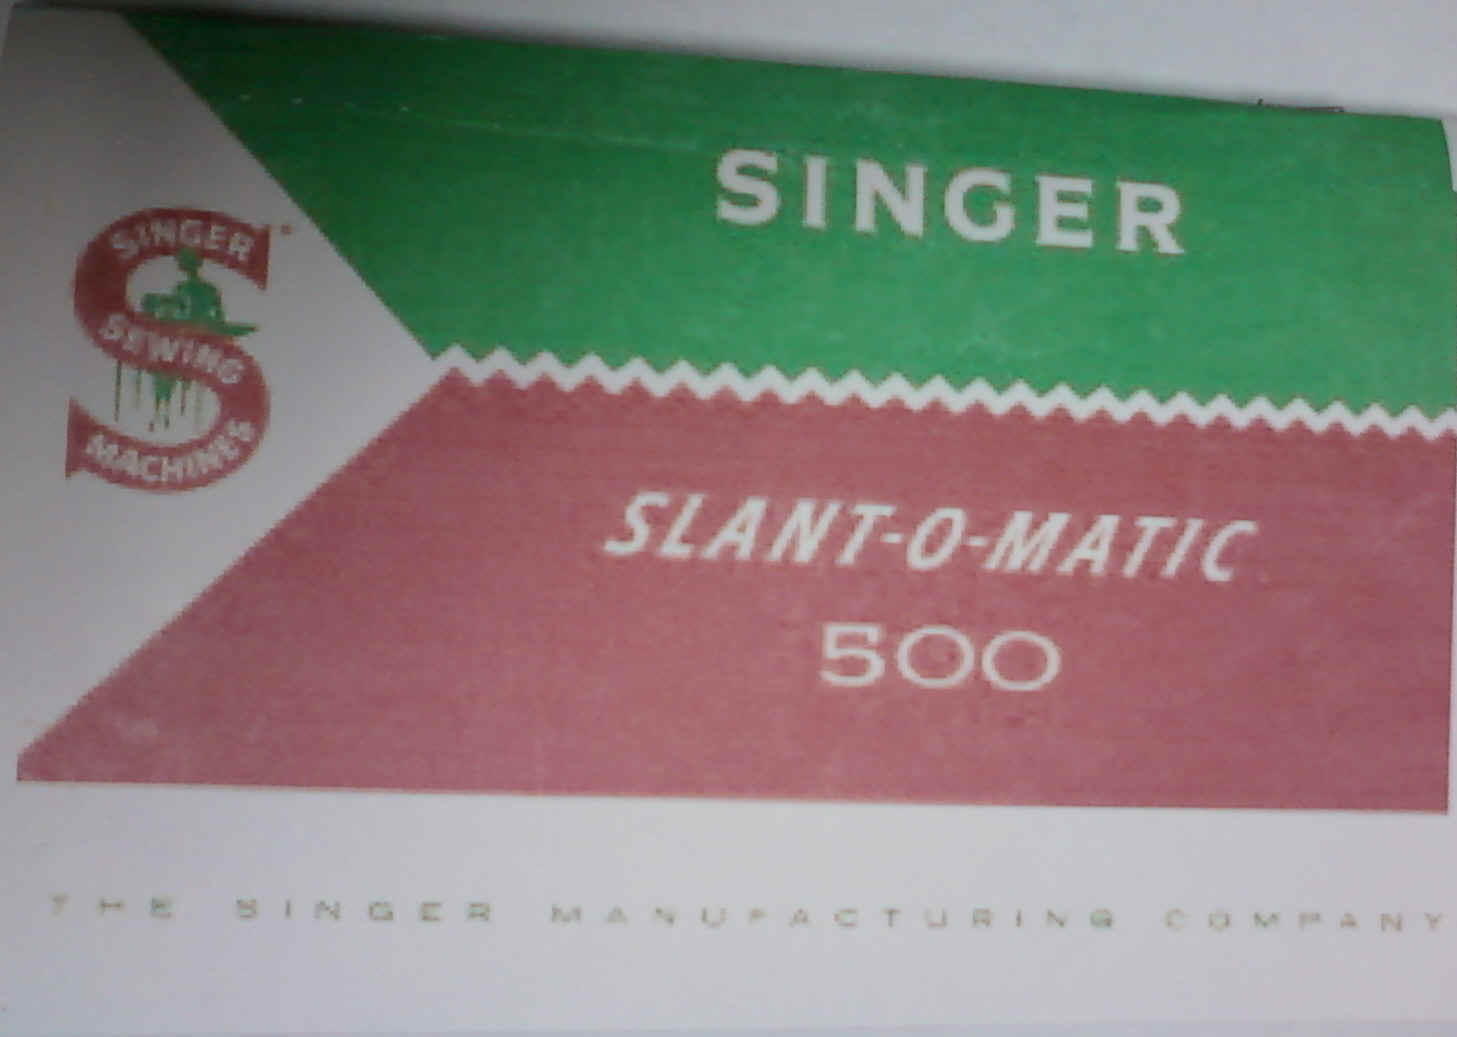 SINGER
SINGER
SEWING
MACHINES
SLANT-O-MATIC
500
THE SINGER MANUFACTURING COMPANY